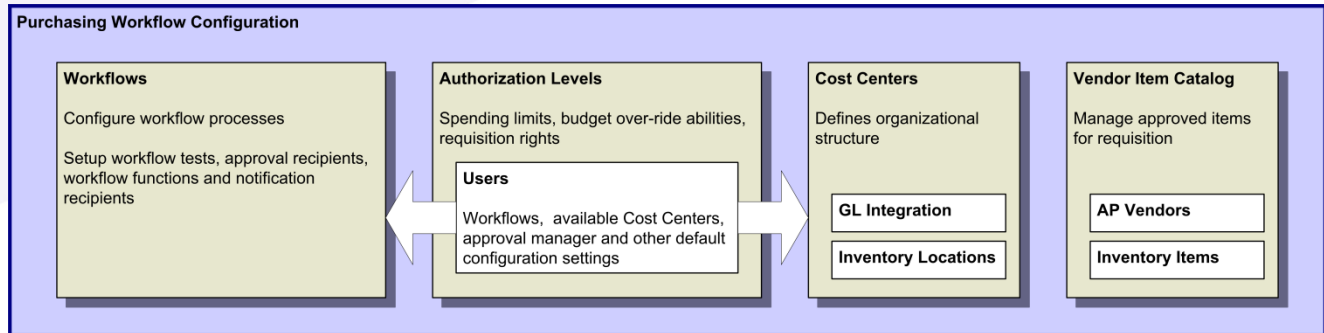 Purchasing Workflow Configuration
Workflows
Configure workflow processes
Setup workflow tests, approval recipients,
workflow functions and notification
recipients
Authorization Levels
Spending limits, budget over-ride abilities,
requisition rights
Users
Workflows, available Cost Centers,
approval manager and other default
configuration settings
Cost Centers
Defines organizational
structure
GL Integration
Inventory Locations
Vendor Item Catalog
Manage approved items
for requisition
AP Vendors
Inventory Items